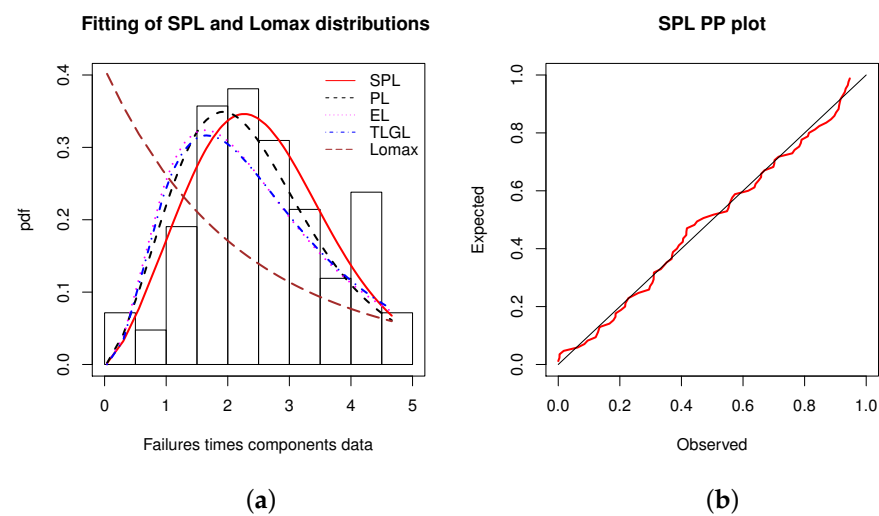 Fitting of SPL and Lomax distributions
pdf
0.0 0.1 0.2 0.3 0.4
SPL
PL
EL
TLGL
Lomax
0 1 2 3 4 5
Failures times components data
(a)
SPL PP plot
Expected
0.0 0.2 0.4 0.6 0.8 1.0
0.0 0.2 0.4 0.6 0.8 1.0
Observed
(b)